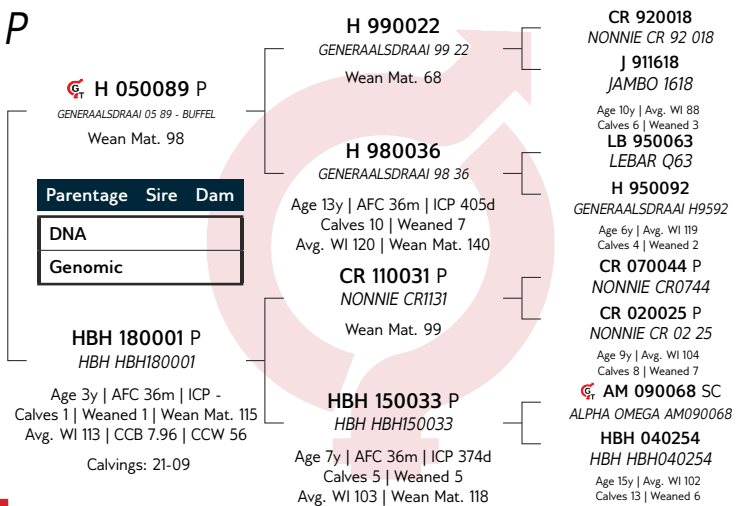 P
GT H 050089 P
GENERAALSDRAAI 05 89 - BUFFEL
Wean Mat. 98
Parentage Sire Dam
DNA
Genomic
HBH 180001 P
HBH HBH180001
Age 3y | AFC 36m | ICP -
Calves 1 | Weaned 1 | Wean Mat. 115
Avg. WI 113 | CCB 7.96 | CCW 56
Calvings: 21-09
H 990022
GENERAALSDRAAI 99 22
Wean Mat. 68
H 980036
GENERAALSDRAAI 98 36
Age 13y | AFC 36m | ICP 405d
Calves 10 | Weaned 7
Avg. WI 120 | Wean Mat. 140
CR 110031 P
NONNIE CR1131
Wean Mat. 99
HBH 150033 P
HBH HBH150033
Age 7y | AFC 36m | ICP 374d
Calves 5 | Weaned 5
Avg. WI 103 | Wean Mat. 118
CR 920018
NONNIE CR 92 018
J 911618
JAMBO 1618
Age 10y | Avg. WI 88
Calves 6 | Weaned 3
LB 950063
LEBAR Q63
H 950092
GENERAALSDRAAI H9592
Age 6y | Avg. WI 119
Calves 4 | Weaned 2
CR 070044 P
NONNIE CR0744
CR 020025 P
NONNIE CR 02 25
Age 9y | Avg. WI 104
Calves 8 | Weaned 7
GT AM 090068 SC
ALPHA OMEGA AM090068
HBH 040254
HBH HBH040254
Age 15y | Avg. WI 102
Calves 13 | Weaned 6